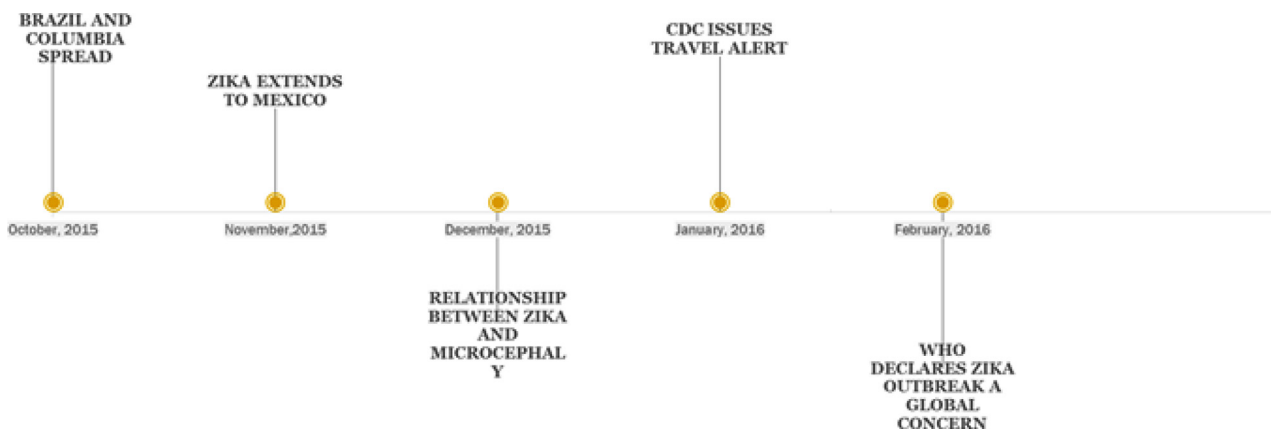 BRAZIL AND
COLUMBIA
SPREAD
ZIKA EXTENDS
TO MEXICO
CDC ISSUES
TRAVEL ALERT
October, 2015
November,2015
December, 2015
January, 2016
February, 2016
RELATIONSHIP
BETWEEN ZIKA
AND
MICROCEPHAL
Y
WHO
DECLARES ZIKA
OUTBREAK A
GLOBAL
CONCERN